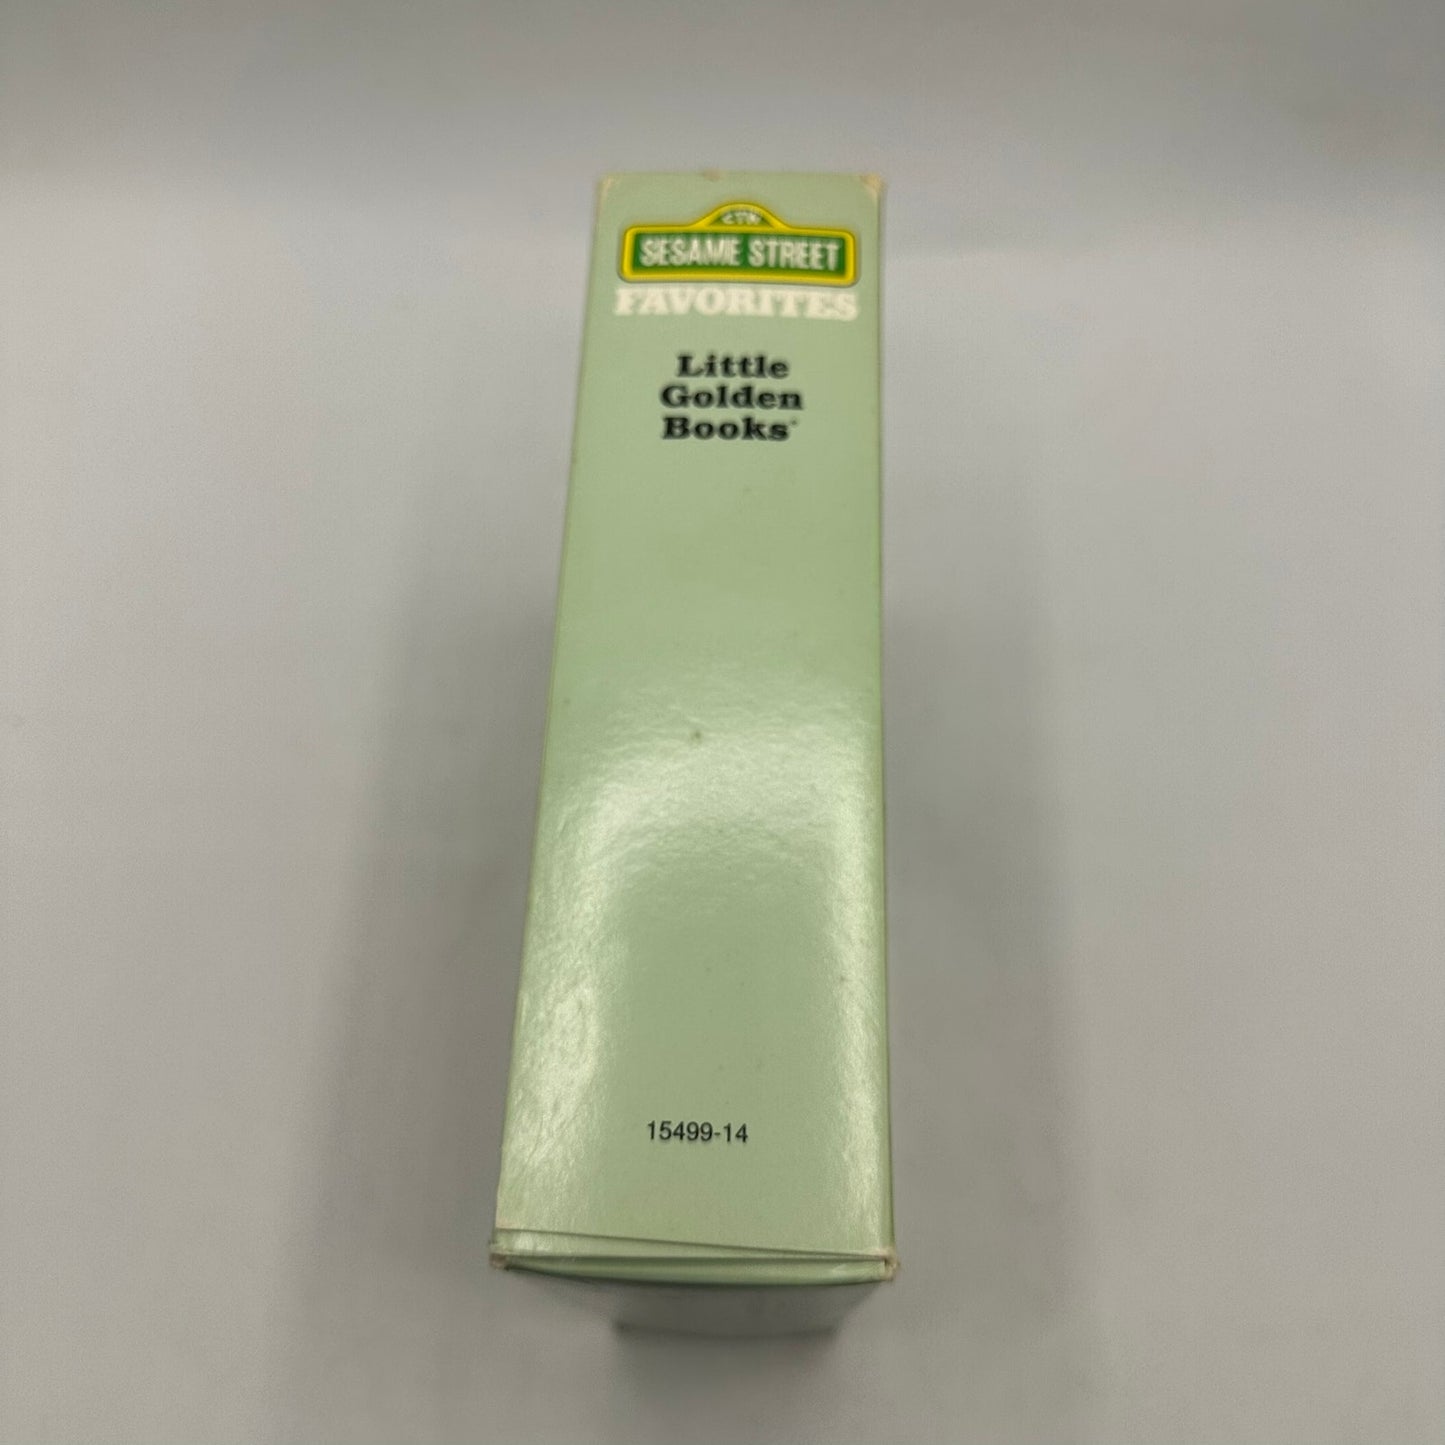 CTW
SESAME STREET
FAVORITES
Little
Golden
Books®
15499-14